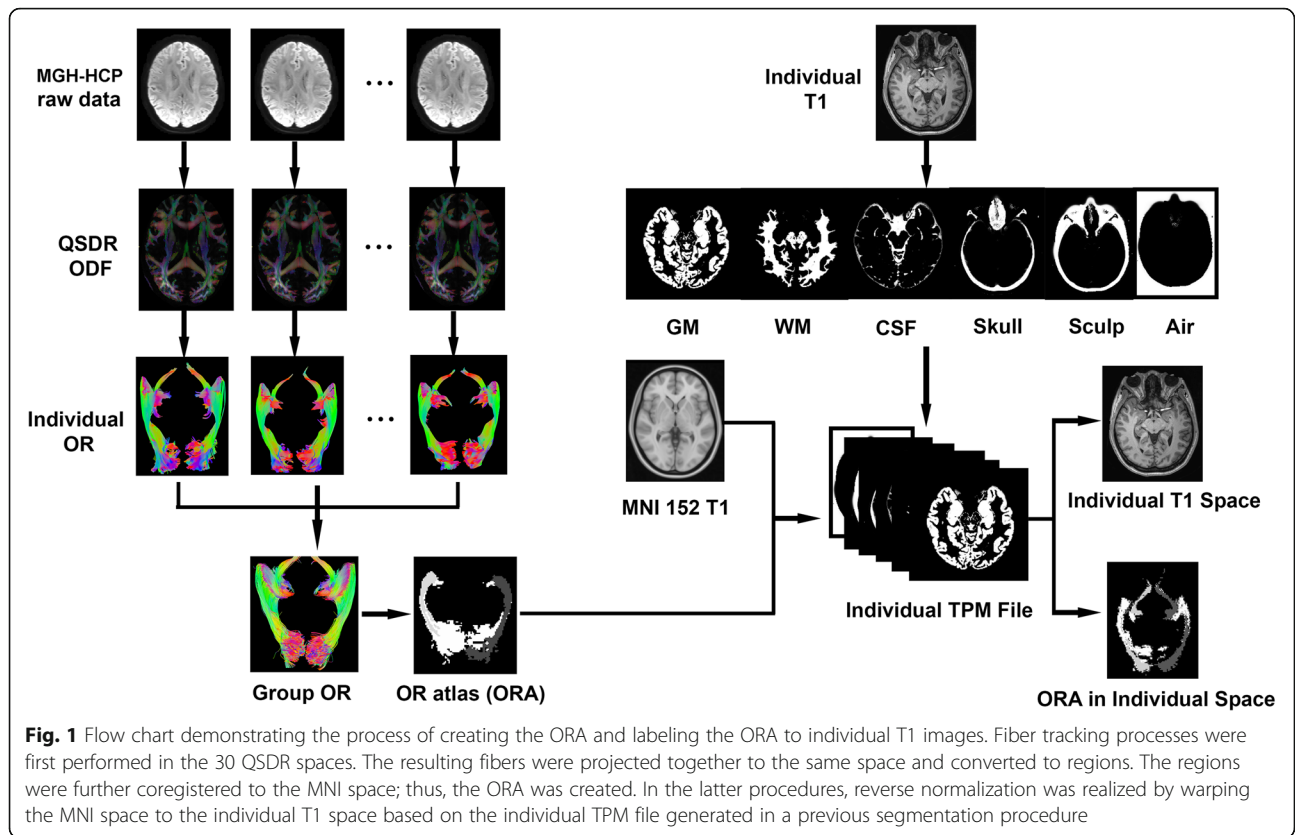 MGH-HCP
raw data
...
Individual
T1
QSDR
ODF
...
GM WM CSF Skull Sculp Air
Individual
OR
...
MNI 152 T1
Individual T1 Space
Individual TPM File
Group OR
OR atlas (ORA)
ORA in Individual Space
Fig. 1 Flow chart demonstrating the process of creating the ORA and labeling the ORA to individual T1 images. Fiber tracking processes were
first performed in the 30 QSDR spaces. The resulting fibers were projected together to the same space and converted to regions. The regions
were further coregistered to the MNI space; thus, the ORA was created. In the latter procedures, reverse normalization was realized by warping
the MNI space to the individual T1 space based on the individual TPM file generated in a previous segmentation procedure